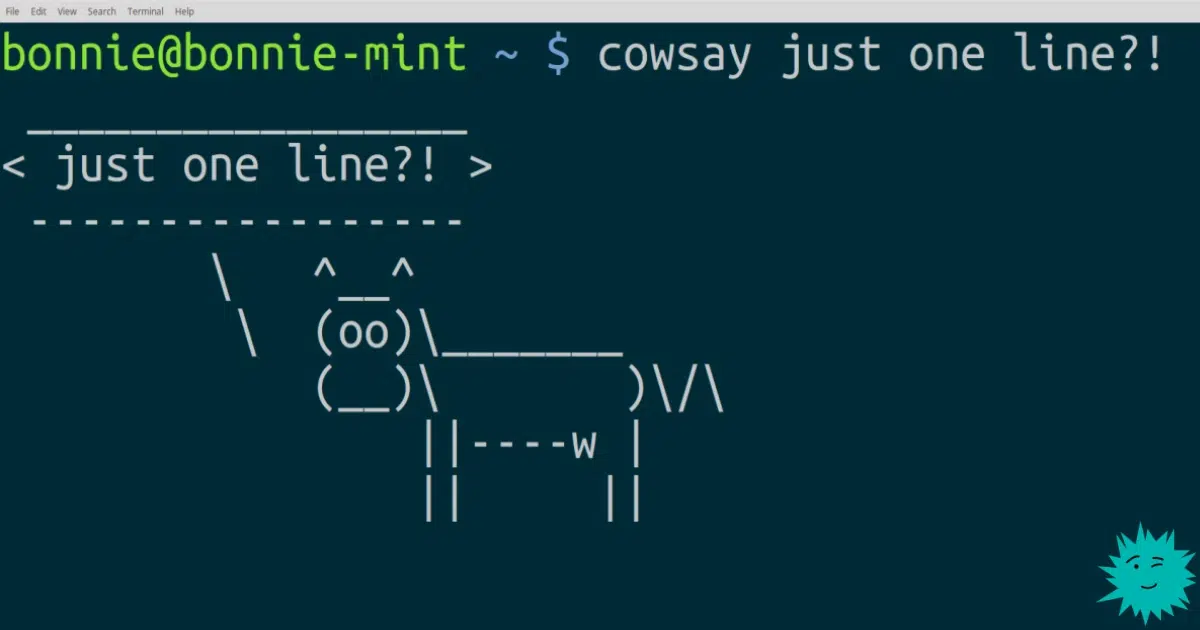 File Edit View Search Terminal Help
bonnie@bonnie-mint ~ $ cowsay just one line?!
 _________________
< just one line?! >
 -----------------
        \   ^__^
         \  (oo)\_______
            (__)\       )\/\
                ||----w |
                ||     ||